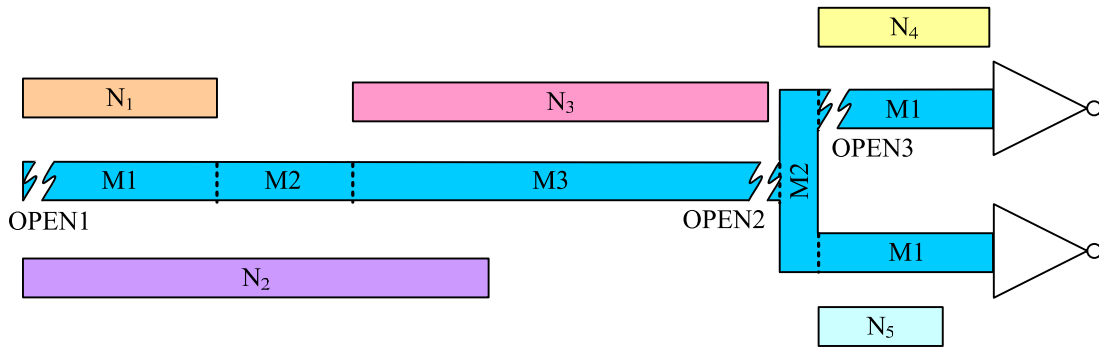 N₄
N₁
N₃
M1
OPEN3
M1 M2 M3 M2
OPEN1
OPEN2
M1
N₂
N₅